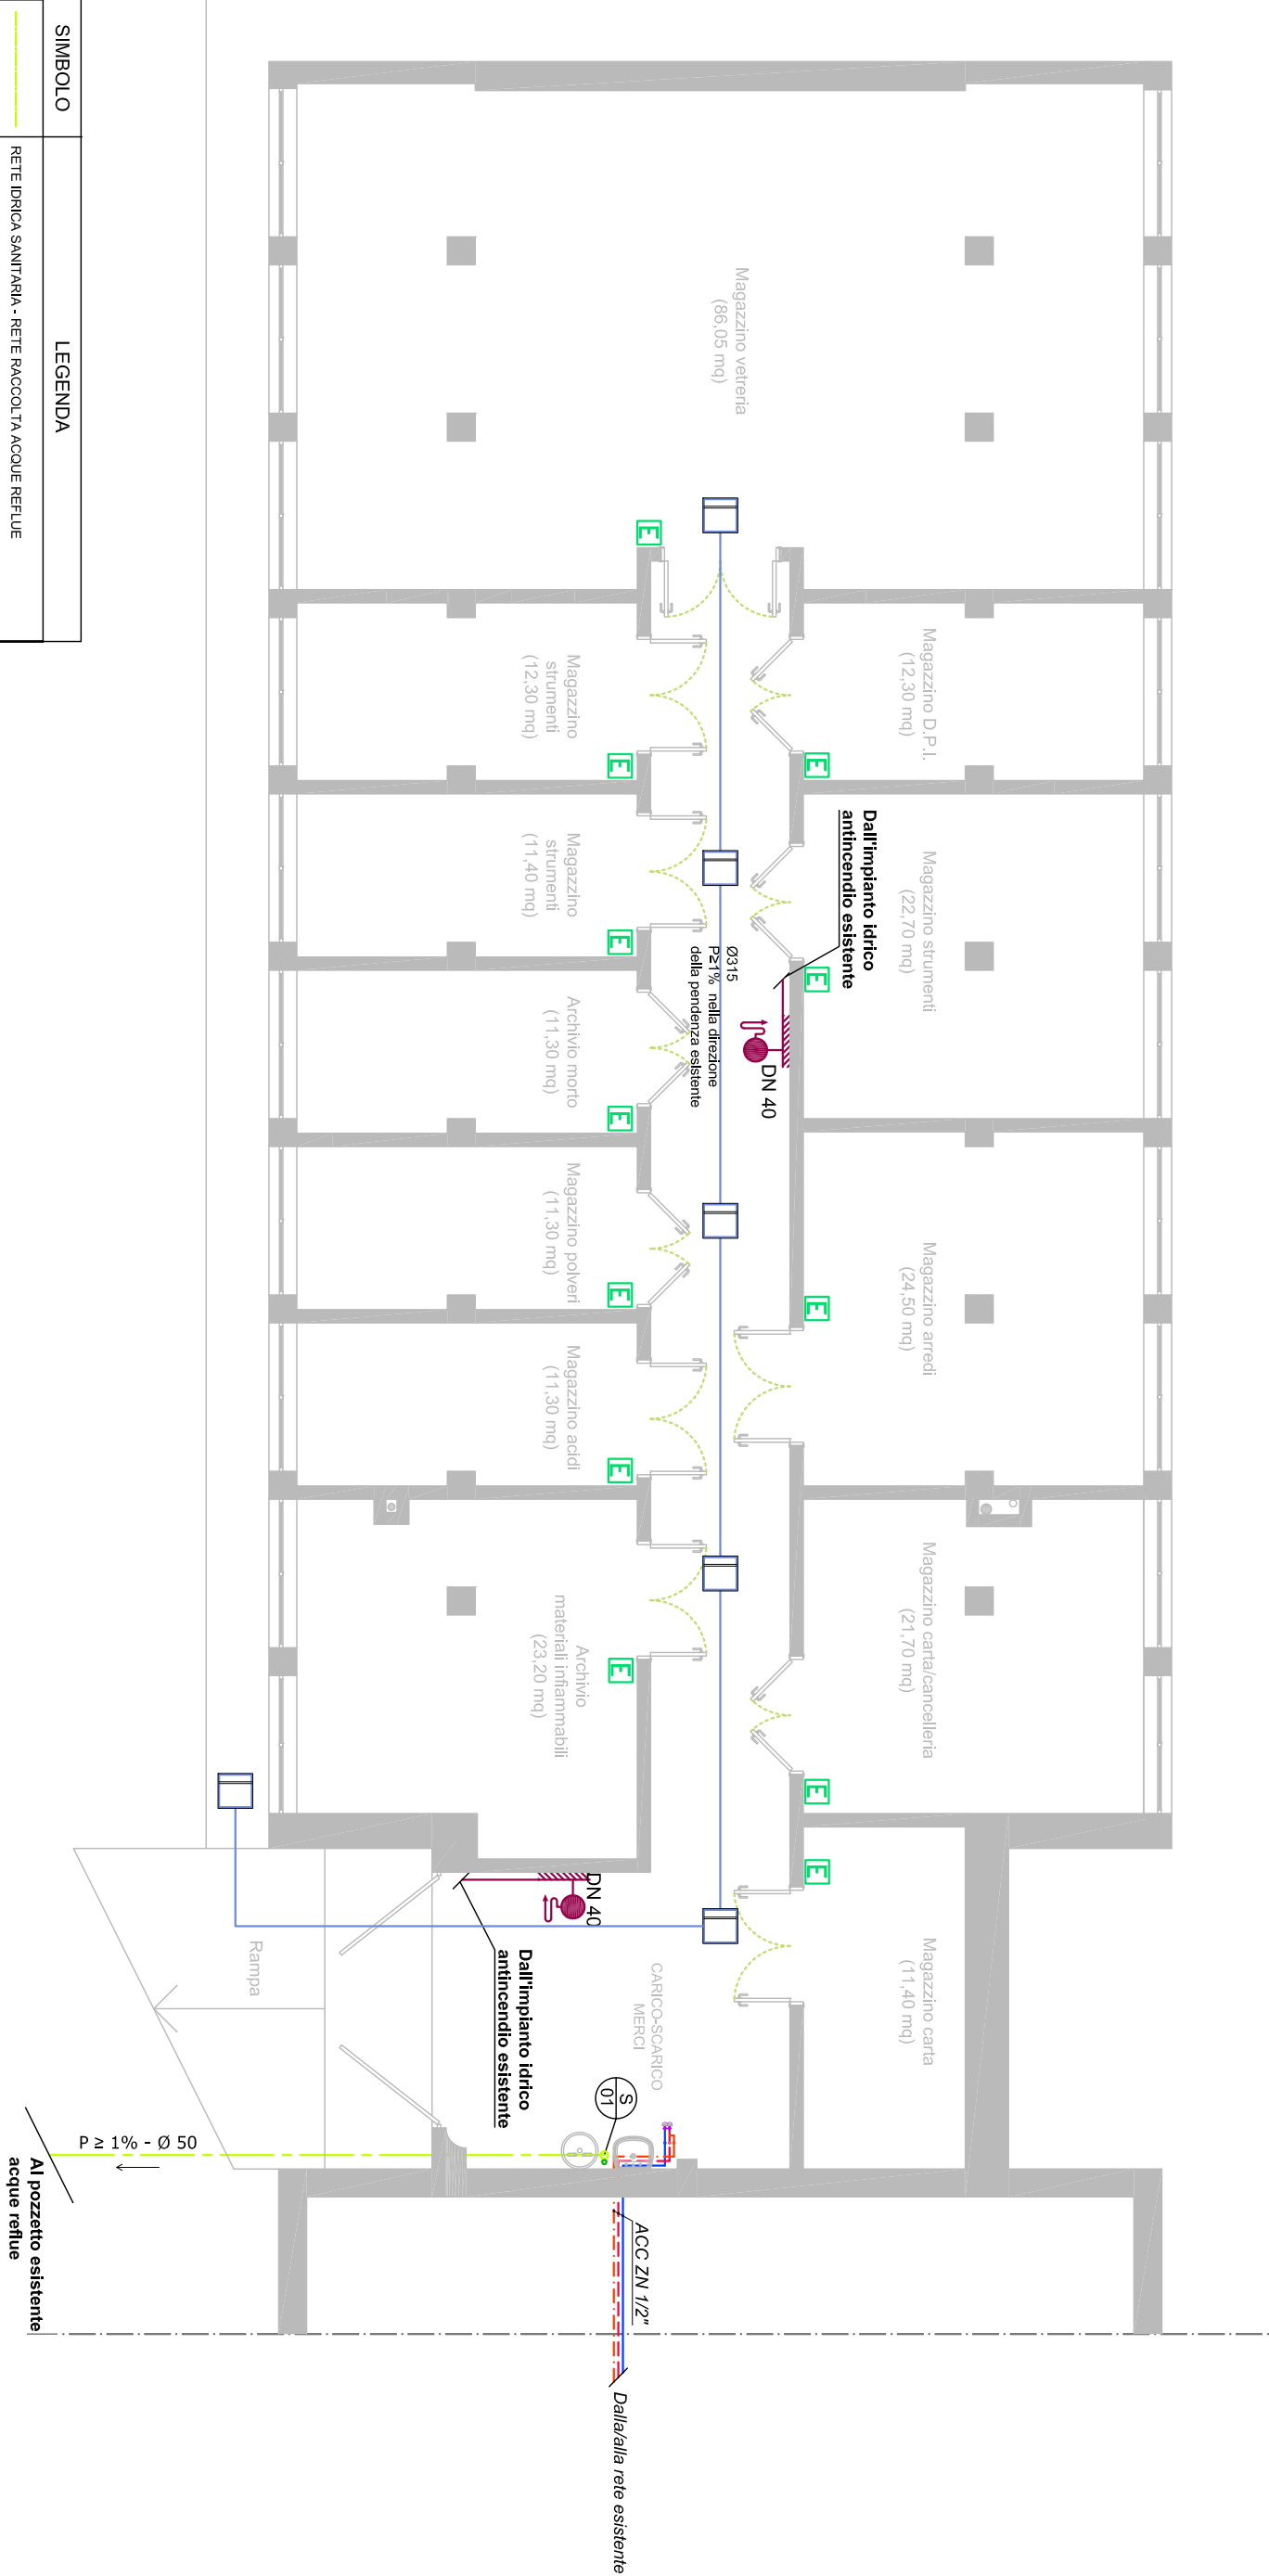 SIMBOLO
LEGENDA
RETE IDRICA SANITARIA - RETE RACCOLTA ACQUE REFLUE
Magazzino vetreria
(86,05 mq)
Magazzino D.P.I.
(12,30 mq)
Magazzino strumenti
(22,70 mq)
Magazzino arredi
(24,50 mq)
Magazzino carta/cancelleria
(21,70 mq)
Magazzino carta
(11,40 mq)
E
E
E
E
E
E
Dall'impianto idrico
antincendio esistente
DN 40
Ø315
P≥1% nella direzione
della pendenza esistente
Magazzino
strumenti
(12,30 mq)
Magazzino
strumenti
(11,40 mq)
Archivio morto
(11,30 mq)
Magazzino polveri
(11,30 mq)
Magazzino acidi
(11,30 mq)
Archivio
materiali infiammabili
(23,20 mq)
E
E
E
E
E
E
DN 40
Dall'impianto idrico
antincendio esistente
CARICO-SCARICO
MERCI
S
01
Rampa
ACC ZN 1/2"
Dalla/alla rete esistente
P ≥ 1% - Ø 50
Al pozzetto esistente
acque reflue